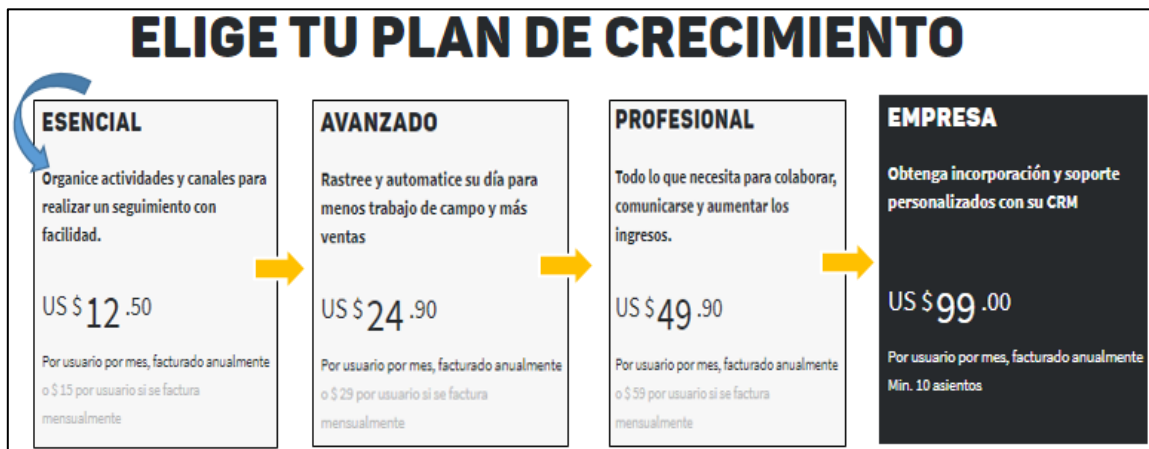 ELIGE TU PLAN DE CRECIMIENTO
ESENCIAL
Organice actividades y canales para
realizar un seguimiento con
facilidad.
US $12.50
Por usuario por mes, facturado anualmente
o $ 15 por usuario si se factura
mensualmente
AVANZADO
Rastree y automatice su día para
menos trabajo de campo y más
ventas
US $24.90
Por usuario por mes, facturado anualmente
o $ 29 por usuario si se factura
mensualmente
PROFESIONAL
Todo lo que necesita para colaborar,
comunicarse y aumentar los
ingresos.
US $49.90
Por usuario por mes, facturado anualmente
o $ 59 por usuario si se factura
mensualmente
EMPRESA
Obtenga incorporación y soporte
personalizados con su CRM
US $99.00
Por usuario por mes, facturado anualmente
Min. 10 asientos